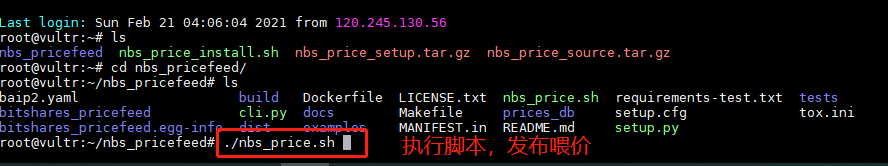 Last login: Sun Feb 21 04:06:04 2021 from 120.245.130.56
root@vultr:~# ls
nbs_pricefeed nbs_price_install.sh nbs_price_setup.tar.gz nbs_price_source.tar.gz
root@vultr:~# cd nbs_pricefeed/
root@vultr:~/nbs_pricefeed# ls
baip2.yaml build Dockerfile LICENSE.txt nbs_price.sh requirements-test.txt tests
bitshares_pricefeed cli.py docs Makefile prices_db setup.cfg tox.ini
bitshares_pricefeed.egg-info dist examples MANIFEST.in README.md setup.py
root@vultr:~/nbs_pricefeed# ./nbs_price.sh 执行脚本，发布喂价